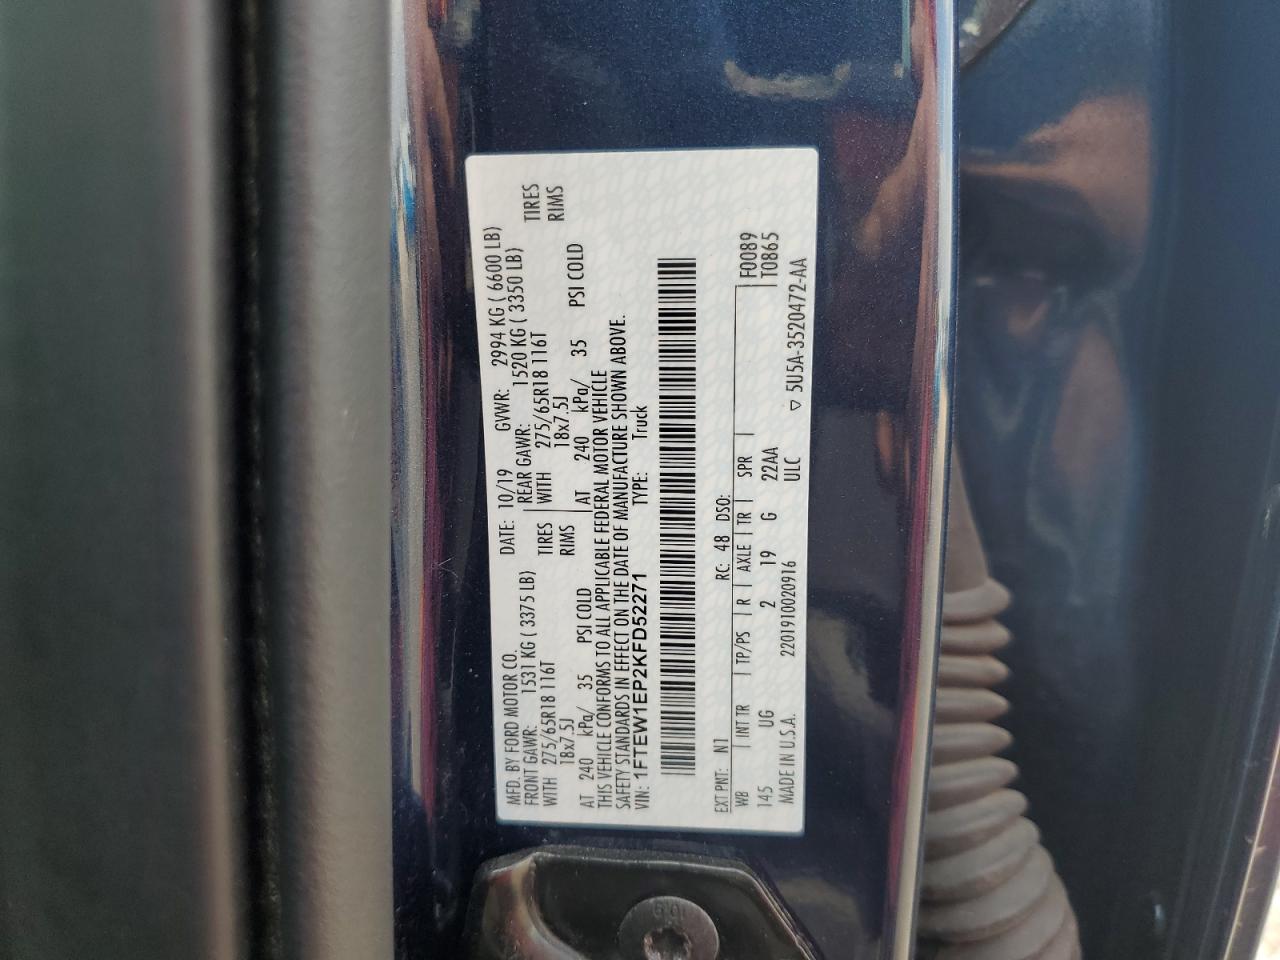 MFD. BY FORD MOTOR CO. DATE: 10/19 GVWR: 2994 KG ( 6600 LB)
FRONT GAWR: 1531 KG ( 3375 LB) REAR GAWR: 1520 KG ( 3350 LB)
WITH 275/65R18 116T TIRES WITH 275/65R18 116T TIRES
18x7.5J RIMS 18x7.5J RIMS
AT 240 kPa/ 35 PSI COLD AT 240 kPa/ 35 PSI COLD
THIS VEHICLE CONFORMS TO ALL APPLICABLE FEDERAL MOTOR VEHICLE
SAFETY STANDARDS IN EFFECT ON THE DATE OF MANUFACTURE SHOWN ABOVE.
VIN: 1FTEW1EP2KFD52271 TYPE: Truck
EXT PNT: N1 RC: 48 DSO: F0089
WB | INT TR | TP/PS | R | AXLE | TR | SPR | T0865
145 UG 2 19 G 22AA
MADE IN U.S.A. 2201910020916 ULC ▽ 5U5A-3520472-AA